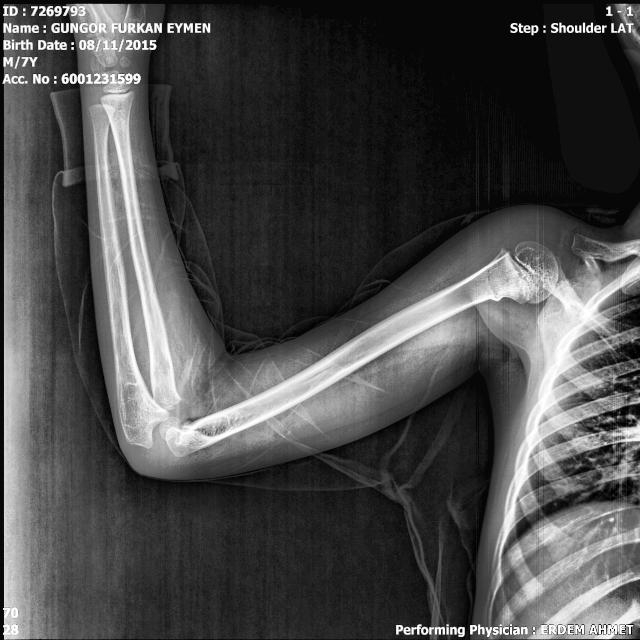 ID : 7269793
Name : GUNGOR FURKAN EYMEN
Birth Date : 08/11/2015
M/7Y
Acc. No : 6001231599
1 - 1
Step : Shoulder LAT
70
28
Performing Physician : ERDEM AHMET